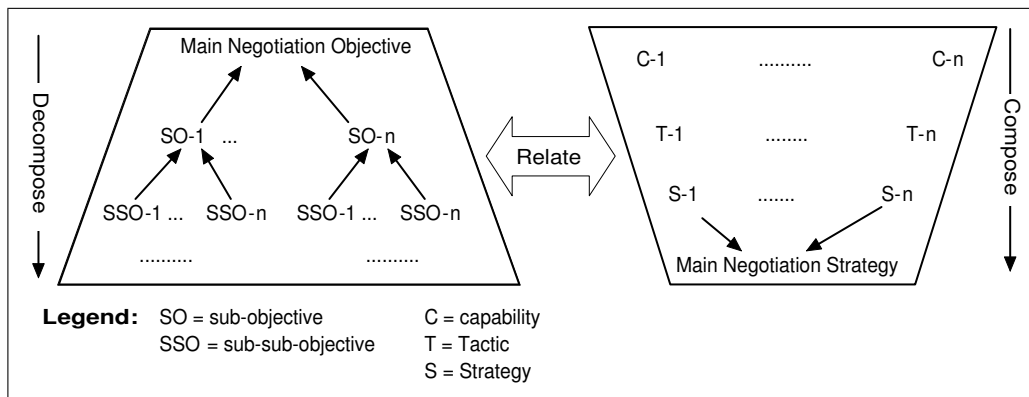 Decompose
Main Negotiation Objective
SO-1 ... SO-n
SSO-1 ... SSO-n SSO-1 ... SSO-n
.......... ..........
Relate
C-1 .......... C-n
T-1 ........ T-n
S-1 ....... S-n
Main Negotiation Strategy
Compose
Legend: SO = sub-objective C = capability
SSO = sub-sub-objective T = Tactic
S = Strategy